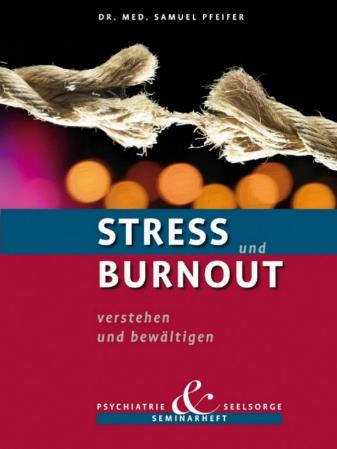 DR. MED. SAMUEL PFEIFER
STRESS und
BURNOUT
verstehen
und bewältigen
PSYCHIATRIE & SEELSORGE
SEMINARHEFT